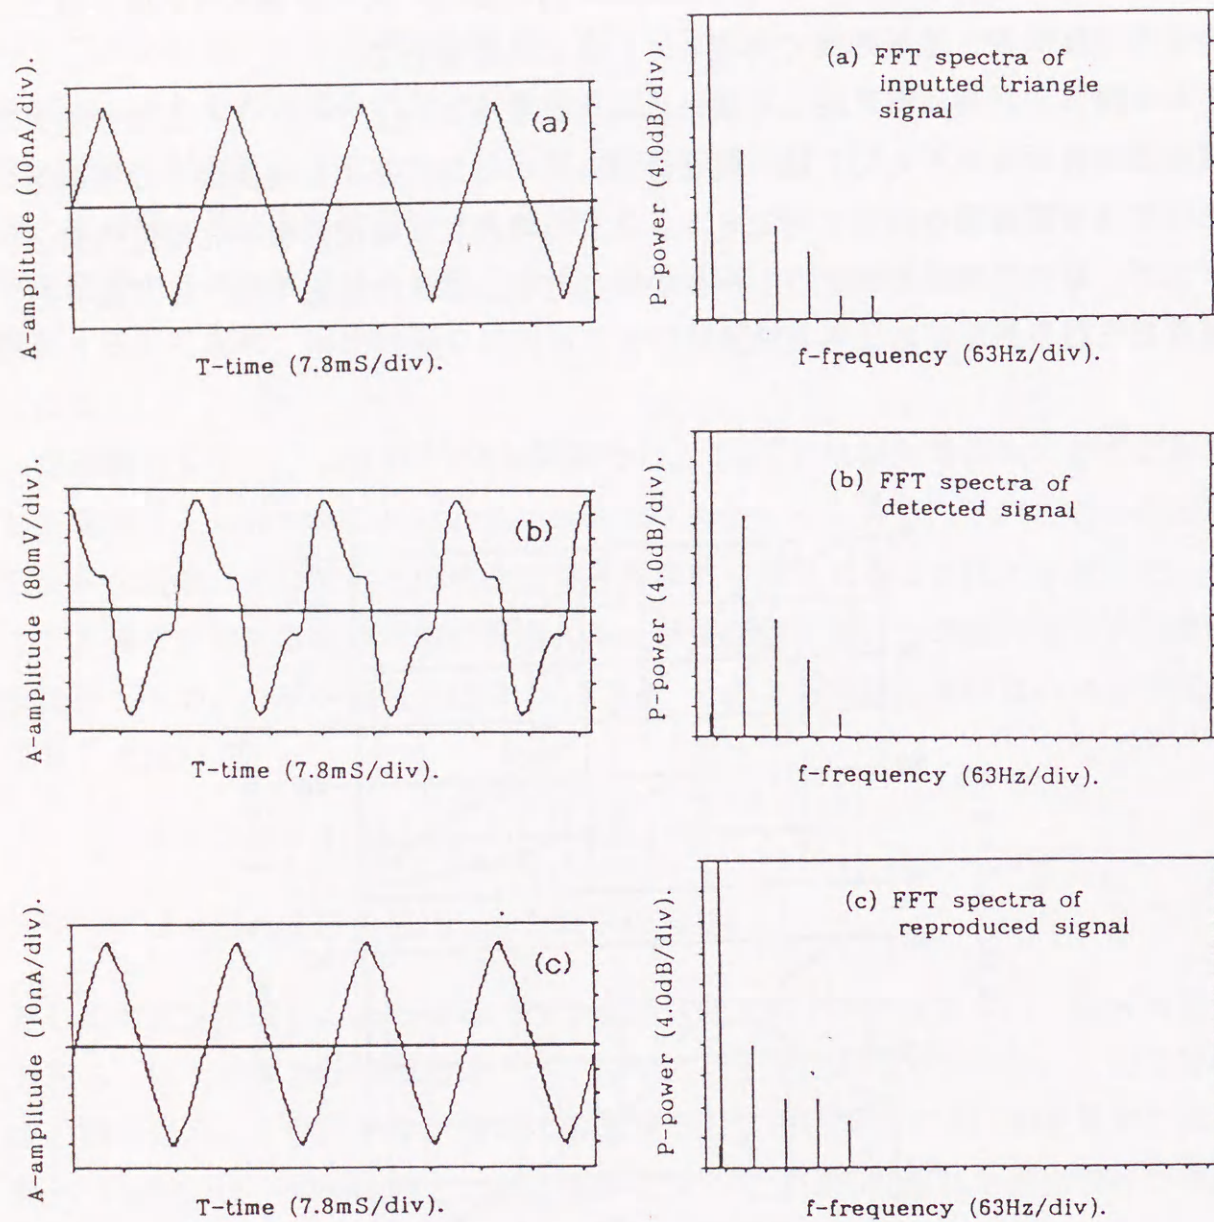 A-amplitude (10nA/div).
(a)
T-time (7.8mS/div).
P-power (4.0dB/div).
(a) FFT spectra of
inputted triangle
signal
f-frequency (63Hz/div).
A-amplitude (80mV/div).
(b)
T-time (7.8mS/div).
P-power (4.0dB/div).
(b) FFT spectra of
detected signal
f-frequency (63Hz/div).
A-amplitude (10nA/div).
(c)
T-time (7.8mS/div).
P-power (4.0dB/div).
(c) FFT spectra of
reproduced signal
f-frequency (63Hz/div).